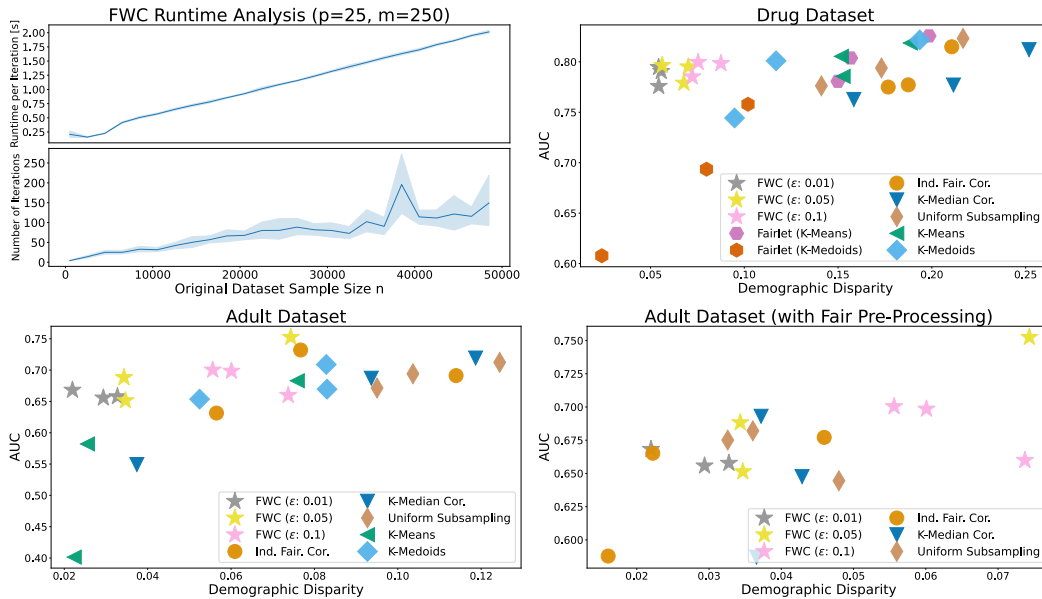 FWC Runtime Analysis (p=25, m=250)
Runtime per Iteration [s]
2.00
1.75
1.50
1.25
1.00
0.75
0.50
0.25
Number of Iterations
250
200
150
100
50
0
0 10000 20000 30000 40000 50000
Original Dataset Sample Size n
Drug Dataset
AUC
0.80
0.75
0.70
0.65
0.60
FWC (ε: 0.01)
FWC (ε: 0.05)
FWC (ε: 0.1)
Fairlet (K-Means)
Fairlet (K-Medoids)
Ind. Fair. Cor.
K-Median Cor.
Uniform Subsampling
K-Means
K-Medoids
0.05 0.10 0.15 0.20 0.25
Demographic Disparity
Adult Dataset
AUC
0.75
0.70
0.65
0.60
0.55
0.50
0.45
0.40
FWC (ε: 0.01)
FWC (ε: 0.05)
FWC (ε: 0.1)
Ind. Fair. Cor.
K-Median Cor.
Uniform Subsampling
K-Means
K-Medoids
0.02 0.04 0.06 0.08 0.10 0.12
Demographic Disparity
Adult Dataset (with Fair Pre-Processing)
AUC
0.750
0.700
0.675
0.650
0.600
FWC (ε: 0.01)
FWC (ε: 0.05)
FWC (ε: 0.1)
Ind. Fair. Cor.
K-Median Cor.
Uniform Subsampling
0.02 0.03 0.04 0.05 0.06 0.07
Demographic Disparity